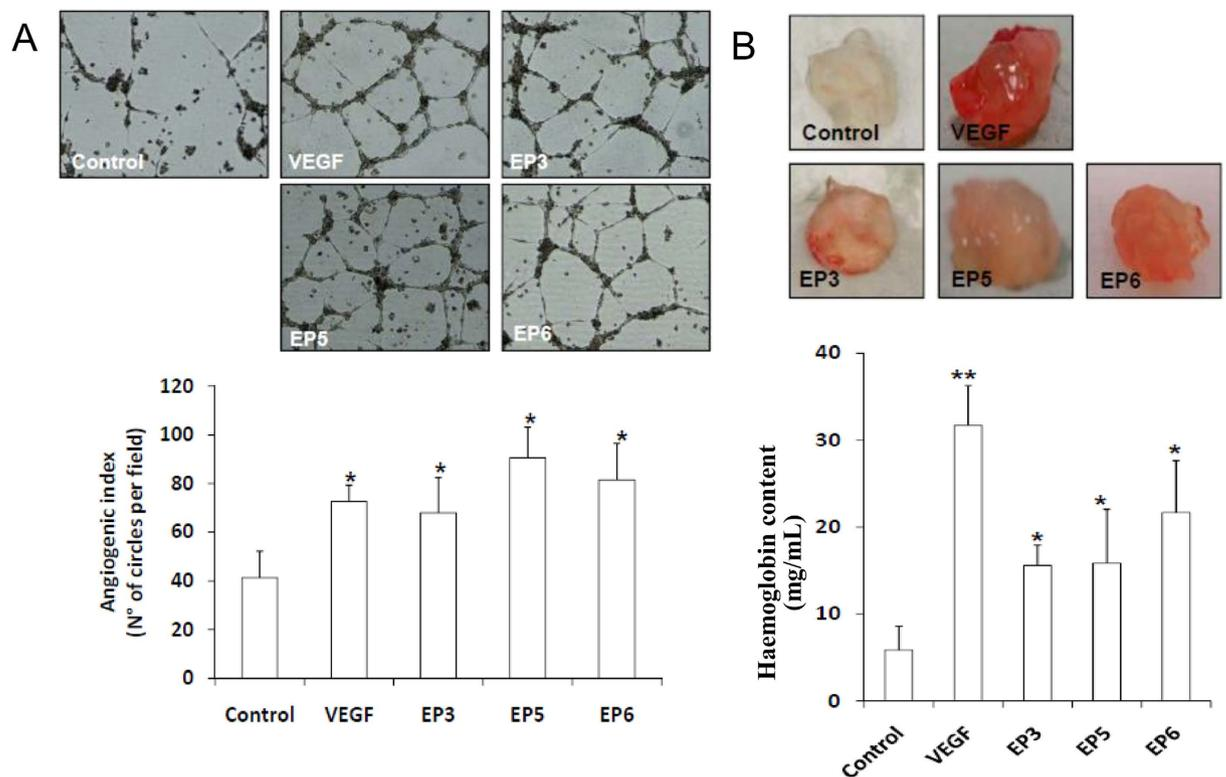 A
Control
VEGF
EP3
EP5
EP6
120
100
80
60
40
20
0
Angiogenic index
(N° of circles per field)
*
*
*
*
Control
VEGF
EP3
EP5
EP6
B
Control
VEGF
EP3
EP5
EP6
40
30
20
10
0
Haemoglobin content
(mg/mL)
**
*
*
*
Control
VEGF
EP3
EP5
EP6